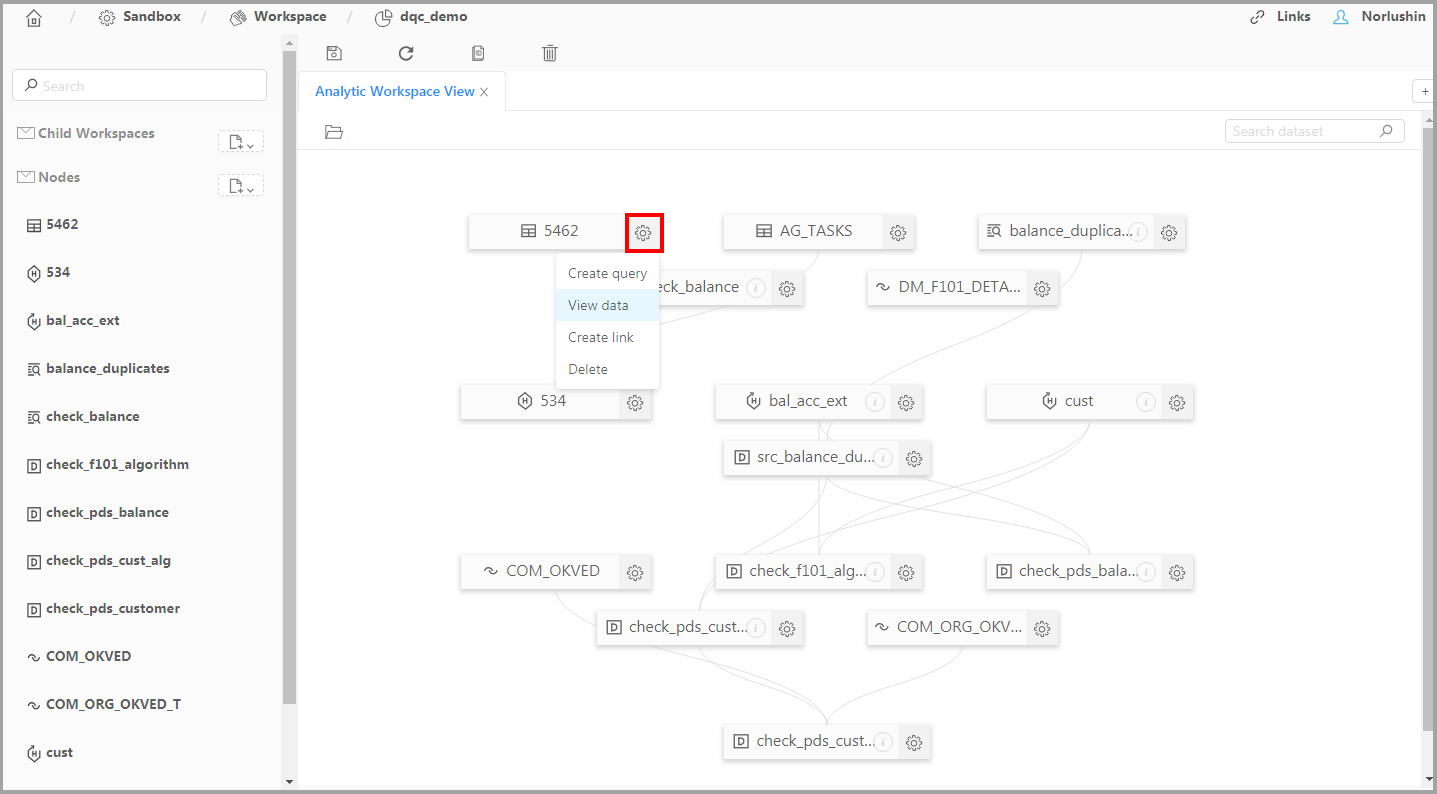 Sandbox
Workspace
dqc_demo
Links
Norlushin
Search
Child Workspaces
Nodes
5462
534
bal_acc_ext
balance_duplicates
check_balance
check_f101_algorithm
check_pds_balance
check_pds_cust_alg
check_pds_customer
COM_OKVED
COM_ORG_OKVED_T
cust
Analytic Workspace View
Search dataset
5462
AG_TASKS
balance_duplica...
Create query
View data
Create link
Delete
eck_balance
DM_F101_DETA...
534
bal_acc_ext
cust
src_balance_du...
COM_OKVED
check_f101_alg...
check_pds_bala...
check_pds_cust...
COM_ORG_OKV...
check_pds_cust...